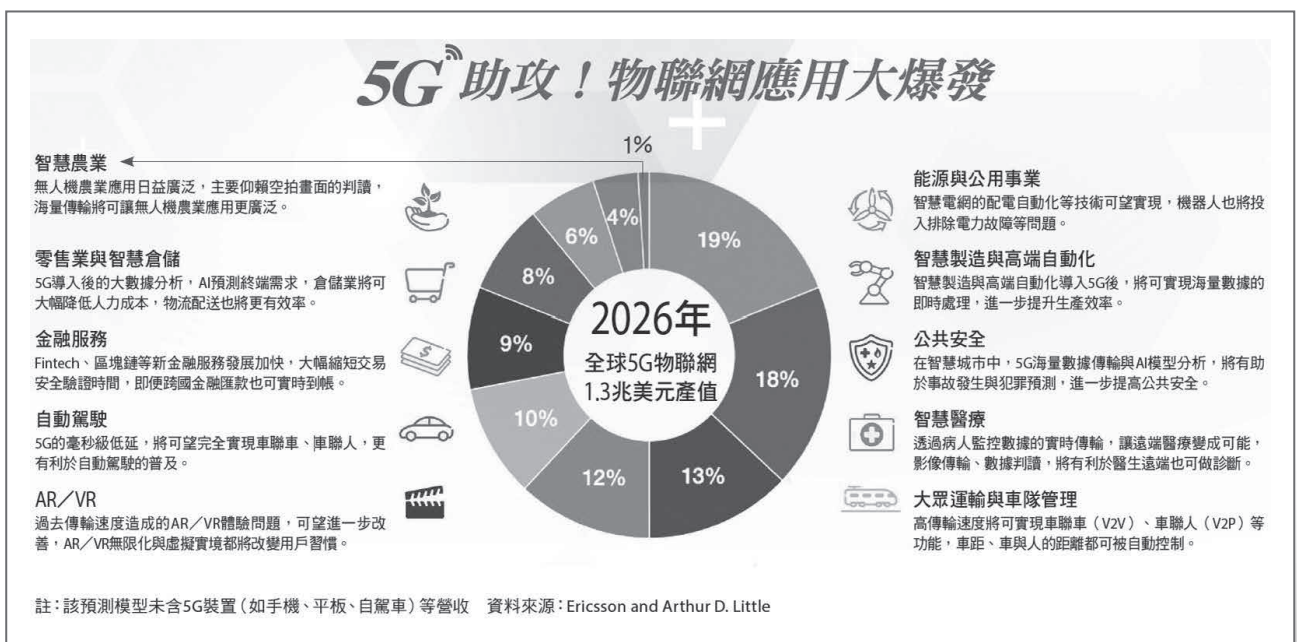 5G 助攻！物聯網應用大爆發
1%
智慧農業
無人機農業應用日益廣泛，主要仰賴空拍畫面的判讀，
海量傳輸將可讓無人機農業應用更廣泛。
零售業與智慧倉儲
5G導入後的大數據分析，AI預測終端需求，倉儲業將可
大幅降低人力成本，物流配送也將更有效率。
金融服務
Fintech、區塊鏈等新金融服務發展加快，大幅縮短交易
安全驗證時間，即便跨國金融匯款也可實時到帳。
自動駕駛
5G的毫秒級低延，將可望完全實現車聯車、車聯人，更
有利於自動駕駛的普及。
AR／VR
過去傳輸速度造成的AR／VR體驗問題，可望進一步改
善，AR／VR無限化與虛擬實境都將改變用戶習慣。
4%
6%
8%
9%
10%
12%
13%
18%
19%
2026年
全球5G物聯網
1.3兆美元產值
能源與公用事業
智慧電網的配電自動化等技術可望實現，機器人也將投
入排除電力故障等問題。
智慧製造與高端自動化
智慧製造與高端自動化導入5G後，將可實現海量數據的
即時處理，進一步提升生產效率。
公共安全
在智慧城市中，5G海量數據傳輸與AI模型分析，將有助
於事故發生與犯罪預測，進一步提高公共安全。
智慧醫療
透過病人監控數據的實時傳輸，讓遠端醫療變成可能，
影像傳輸、數據判讀，將有利於醫生遠端也可做診斷。
大眾運輸與車隊管理
高傳輸速度將可實現車聯車（V2V）、車聯人（V2P）等
功能，車距、車與人的距離都可被自動控制。
註：該預測模型未含5G裝置（如手機、平板、自駕車）等營收　資料來源：Ericsson and Arthur D. Little